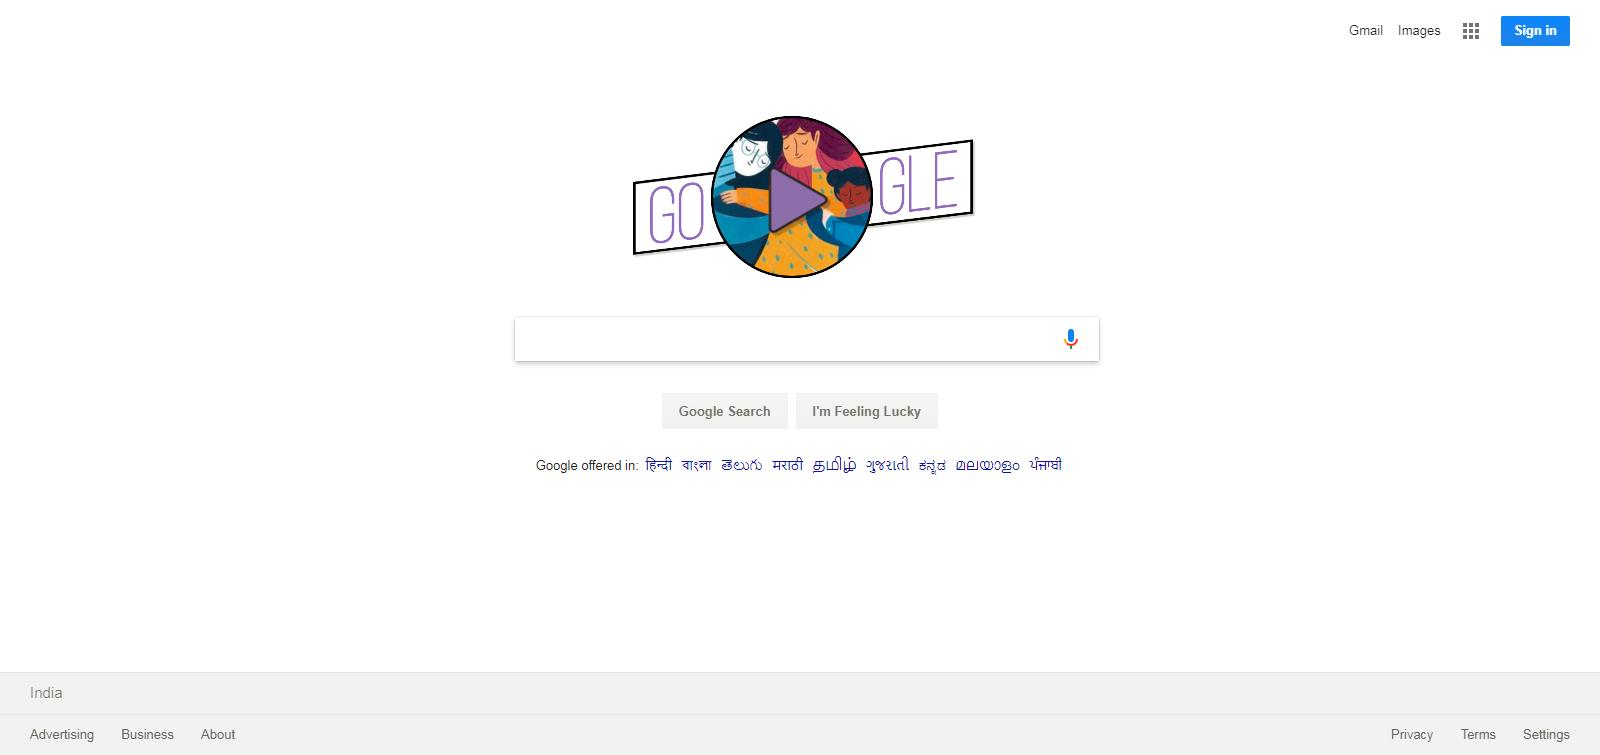 Gmail Images Sign in
GO GLE
Google Search I'm Feeling Lucky
Google offered in: हिन्दी বাংলা తెలుగు मराठी தமிழ் ગુજરાતી ಕನ್ನಡ മലയാളം ਪੰਜਾਬੀ
India
Advertising Business About Privacy Terms Settings